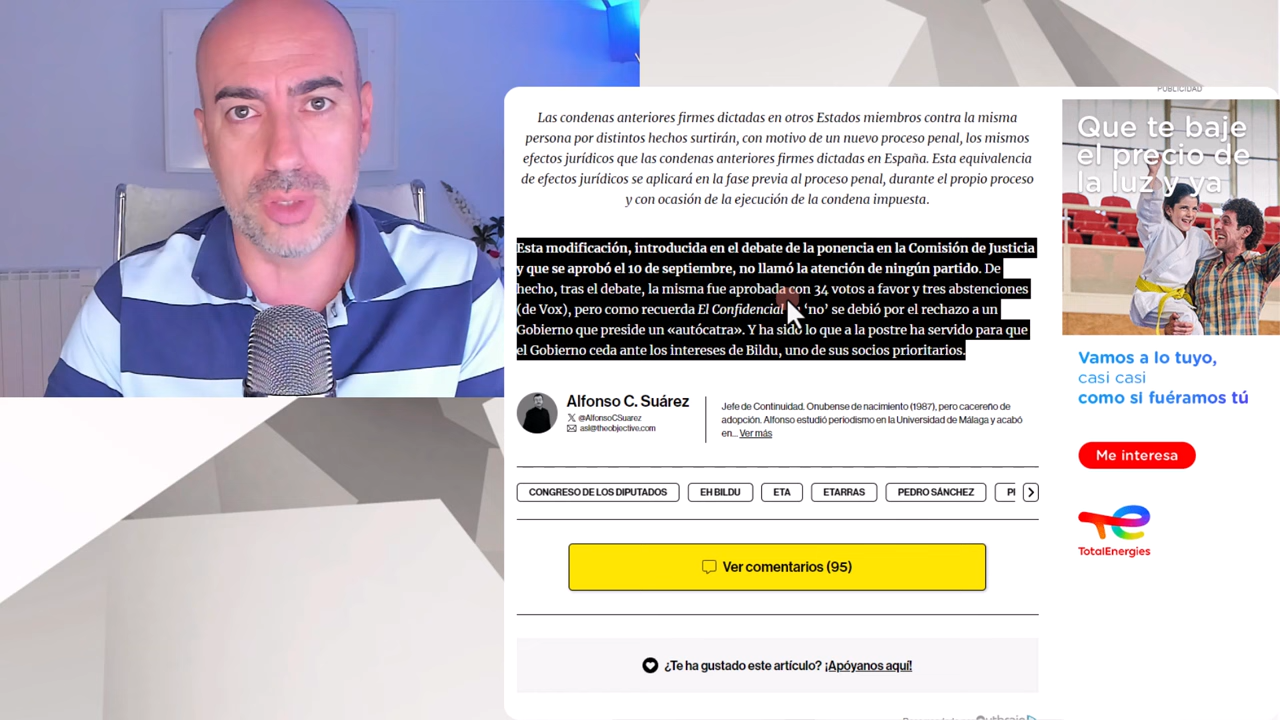 PUBLICIDAD
Las condenas anteriores firmes dictadas en otros Estados miembros contra la misma
persona por distintos hechos surtirán, con motivo de un nuevo proceso penal, los mismos
efectos jurídicos que las condenas anteriores firmes dictadas en España. Esta equivalencia
de efectos jurídicos se aplicará en la fase previa al proceso penal, durante el propio proceso
y con ocasión de la ejecución de la condena impuesta.
Esta modificación, introducida en el debate de la ponencia en la Comisión de Justicia
y que se aprobó el 10 de septiembre, no llamó la atención de ningún partido. De
hecho, tras el debate, la misma fue aprobada con 34 votos a favor y tres abstenciones
(de Vox), pero como recuerda El Confidencial ‘no’ se debió por el rechazo a un
Gobierno que preside un «autócatra». Y ha sido lo que a la postre ha servido para que
el Gobierno ceda ante los intereses de Bildu, uno de sus socios prioritarios.
Alfonso C. Suárez
@AlfonsoCSuarez
asl@theobjective.com
Jefe de Continuidad. Onubense de nacimiento (1987), pero cacereño de
adopción. Alfonso estudió periodismo en la Universidad de Málaga y acabó
en... Ver más
CONGRESO DE LOS DIPUTADOS EH BILDU ETA ETARRAS PEDRO SÁNCHEZ
Ver comentarios (95)
¿Te ha gustado este artículo? ¡Apóyanos aquí!
Que te baje
el precio de
la luz y ya
Vamos a lo tuyo,
casi casi
como si fuéramos tú
Me interesa
TotalEnergies